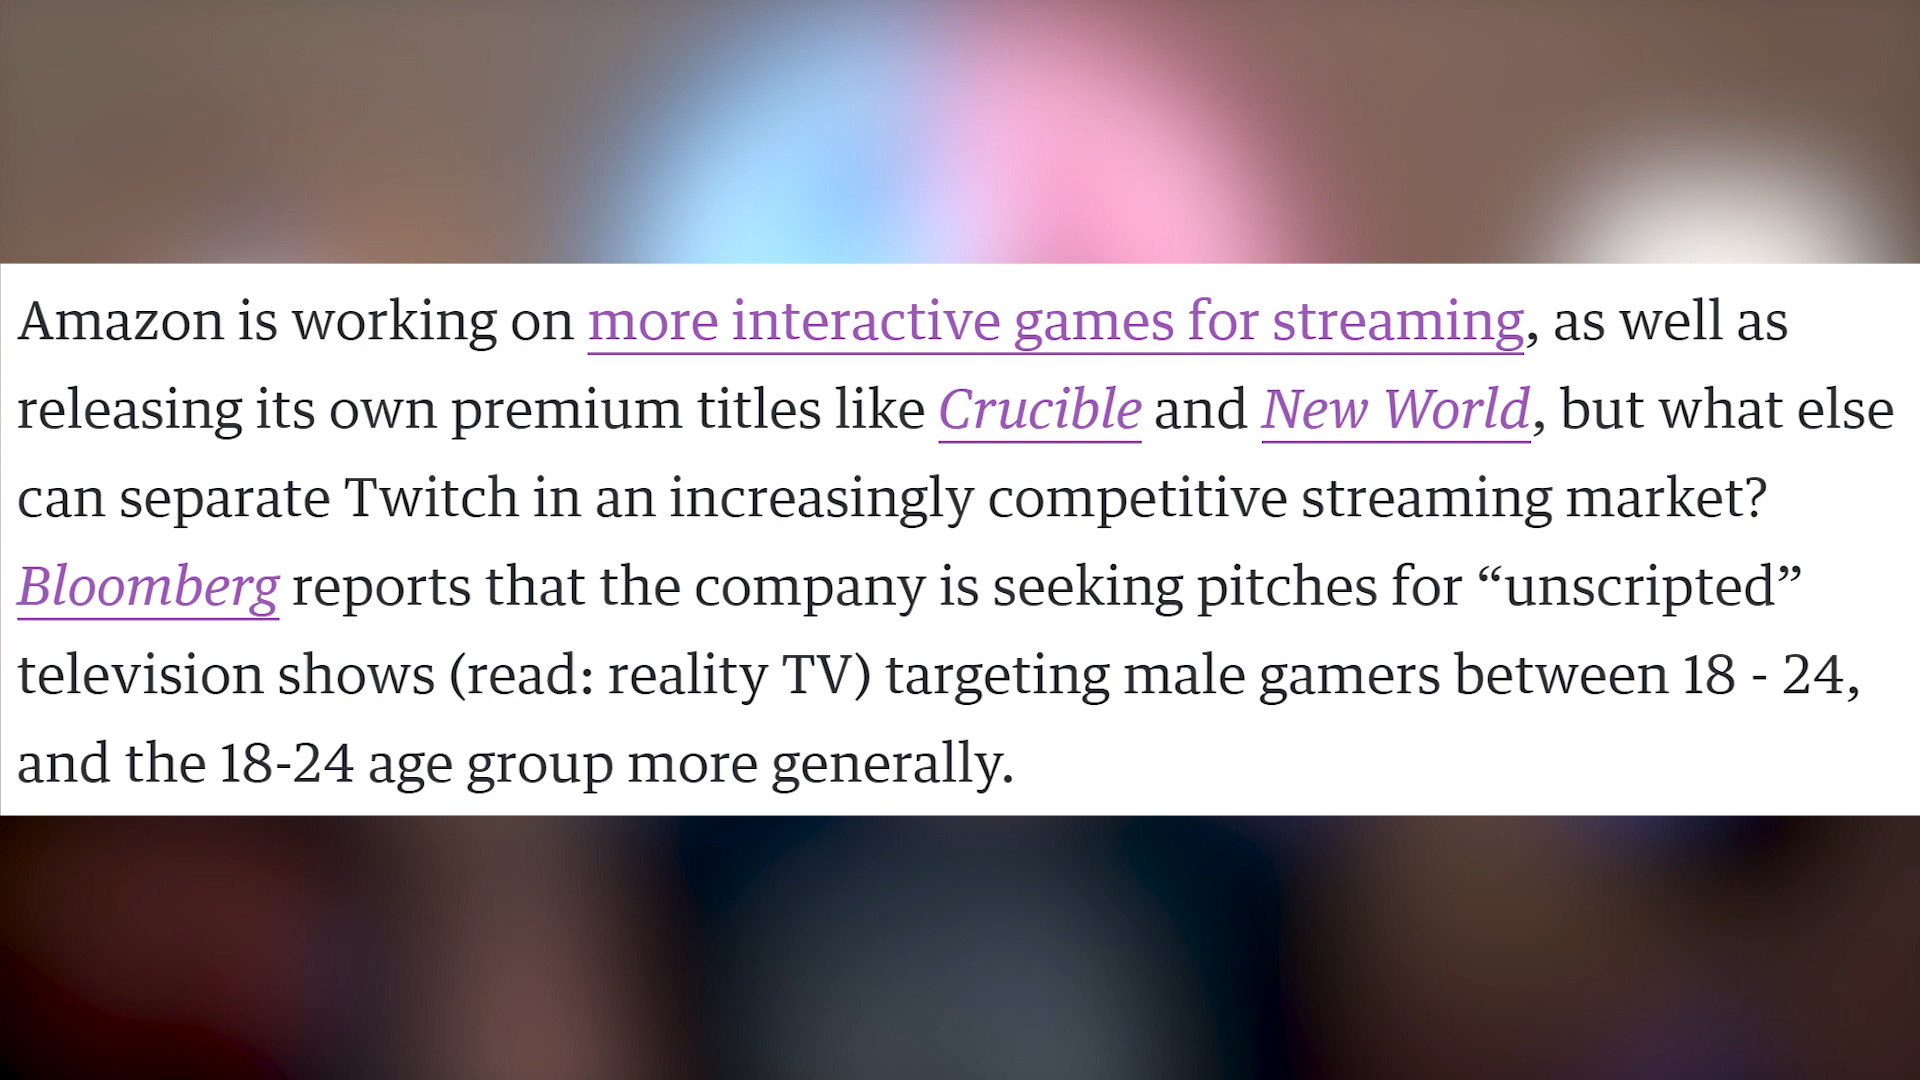 Amazon is working on more interactive games for streaming, as well as
releasing its own premium titles like Crucible and New World, but what else
can separate Twitch in an increasingly competitive streaming market?
Bloomberg reports that the company is seeking pitches for “unscripted”
television shows (read: reality TV) targeting male gamers between 18 - 24,
and the 18-24 age group more generally.